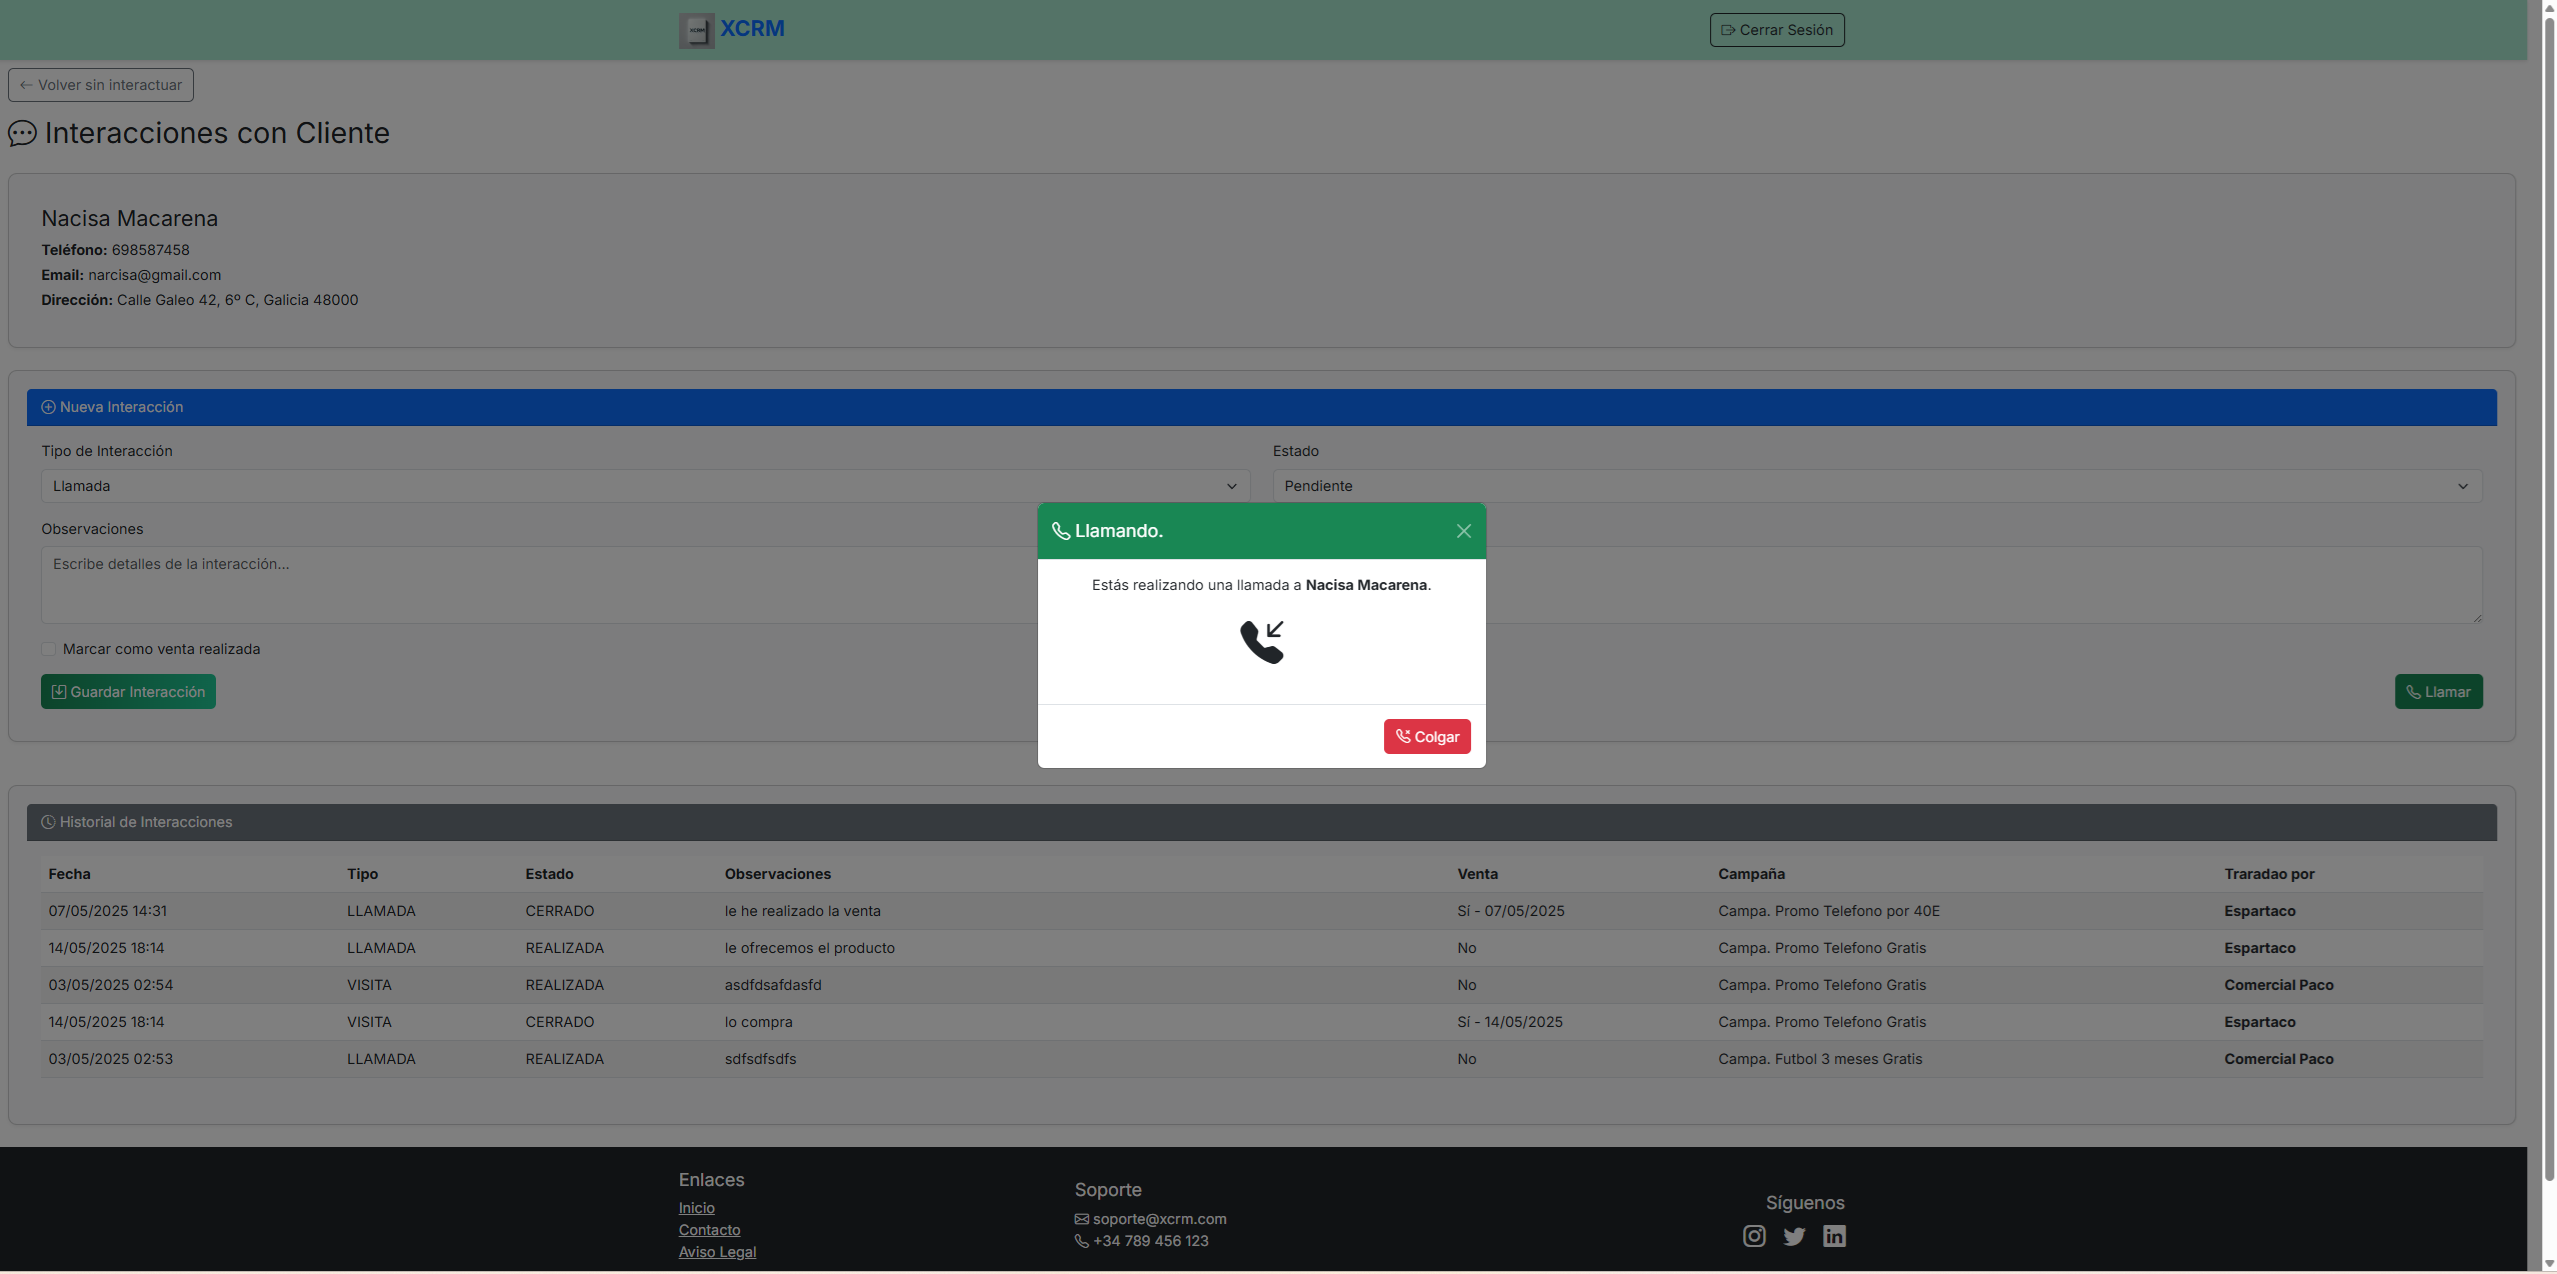 XCRM
XCRM
Cerrar Sesión
Volver sin interactuar
Interacciones con Cliente
Nacisa Macarena
Teléfono: 698587458
Email: narcisa@gmail.com
Dirección: Calle Galeo 42, 6º C, Galicia 48000
Nueva Interacción
Tipo de Interacción
Estado
Llamada
Pendiente
Observaciones
Escribe detalles de la interacción...
Marcar como venta realizada
Guardar Interacción
Llamar
Llamando.
Estás realizando una llamada a Nacisa Macarena.
Colgar
Historial de Interacciones
Fecha Tipo Estado Observaciones Venta Campaña Traradao por
07/05/2025 14:31 LLAMADA CERRADO le he realizado la venta Sí - 07/05/2025 Campa. Promo Telefono por 40E Espartaco
14/05/2025 18:14 LLAMADA REALIZADA le ofrecemos el producto No Campa. Promo Telefono Gratis Espartaco
03/05/2025 02:54 VISITA REALIZADA asdfdsafdasfd No Campa. Promo Telefono Gratis Comercial Paco
14/05/2025 18:14 VISITA CERRADO lo compra Sí - 14/05/2025 Campa. Promo Telefono Gratis Espartaco
03/05/2025 02:53 LLAMADA REALIZADA sdfsdfsdfs No Campa. Futbol 3 meses Gratis Comercial Paco
Enlaces
Inicio
Contacto
Aviso Legal
Soporte
soporte@xcrm.com
+34 789 456 123
Síguenos